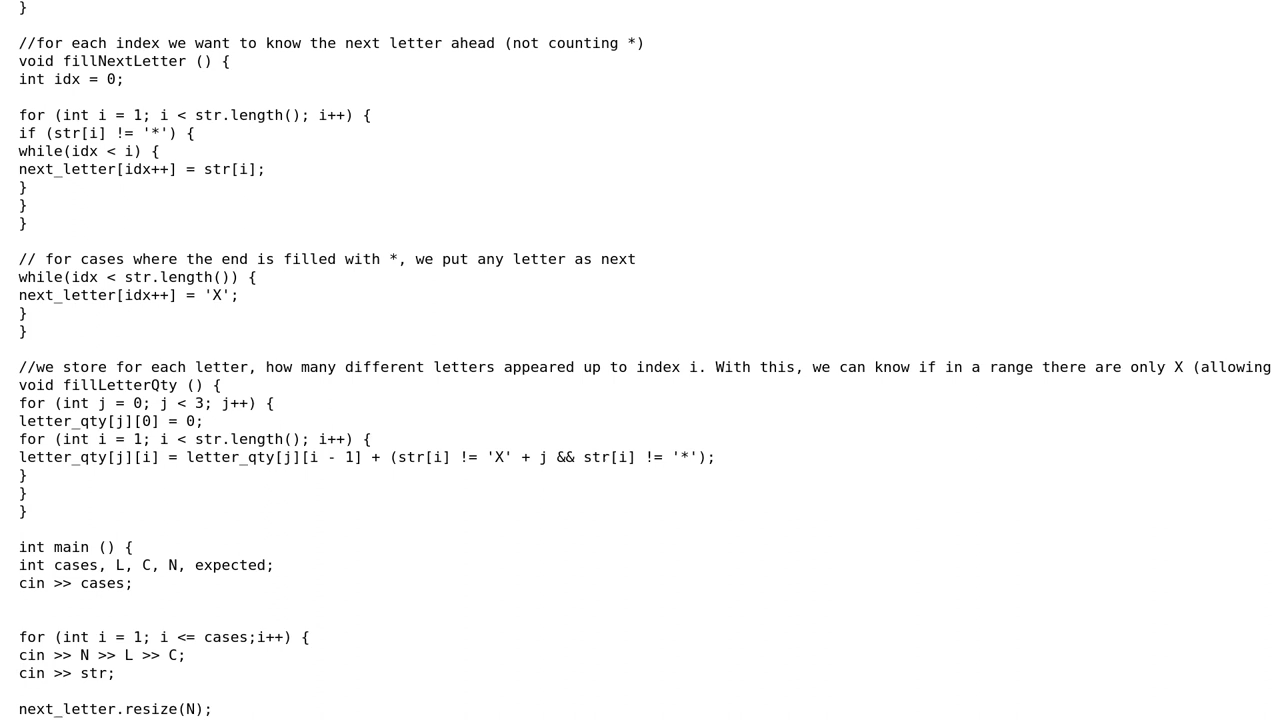 }
//for each index we want to know the next letter ahead (not counting *)
void fillNextLetter () {
int idx = 0;
for (int i = 1; i < str.length(); i++) {
if (str[i] != '*') {
while(idx < i) {
next_letter[idx++] = str[i];
}
}
}
// for cases where the end is filled with *, we put any letter as next
while(idx < str.length()) {
next_letter[idx++] = 'X';
}
}
//we store for each letter, how many different letters appeared up to index i. With this, we can know if in a range there are only X (allowing
void fillLetterQty () {
for (int j = 0; j < 3; j++) {
letter_qty[j][0] = 0;
for (int i = 1; i < str.length(); i++) {
letter_qty[j][i] = letter_qty[j][i - 1] + (str[i] != 'X' + j && str[i] != '*');
}
}
}
int main () {
int cases, L, C, N, expected;
cin >> cases;
for (int i = 1; i <= cases;i++) {
cin >> N >> L >> C;
cin >> str;
next_letter.resize(N);